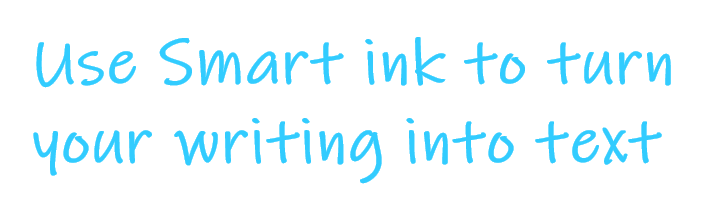 Use Smart ink to turn
your writing into text